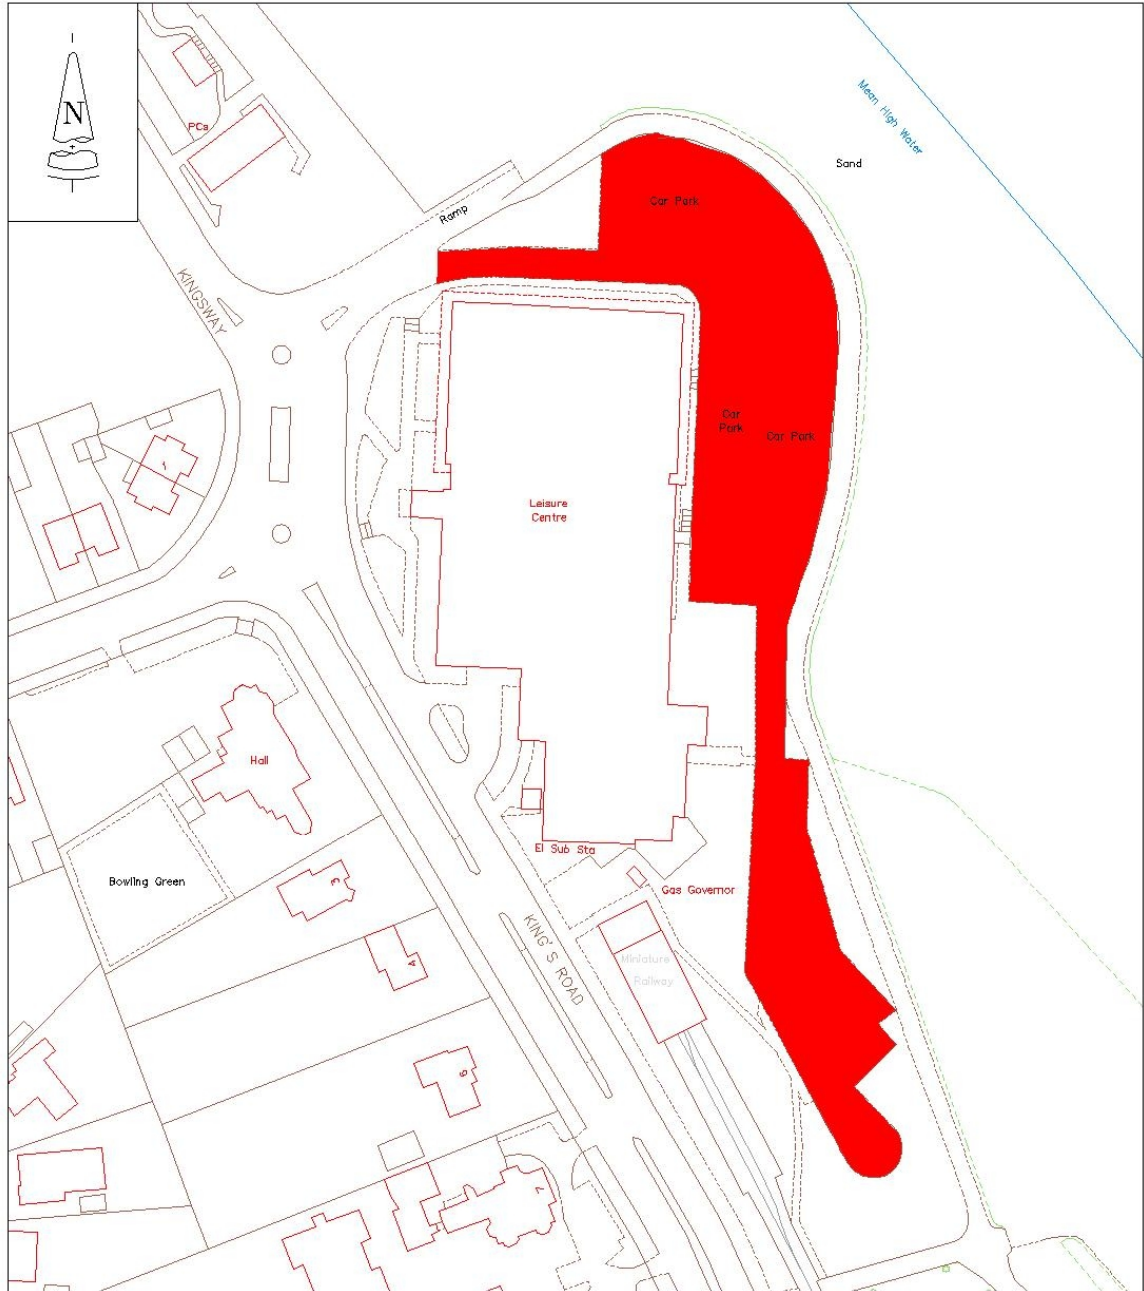 N
PCs
Mean High Water
Sand
Car Park
Ramp
KINGSWAY
Car
Park
Car Park
1
Leisure
Centre
Hall
El Sub Sta
Bowling Green
3
Gas Governor
KING'S ROAD
4
Miniature
Railway
6
7